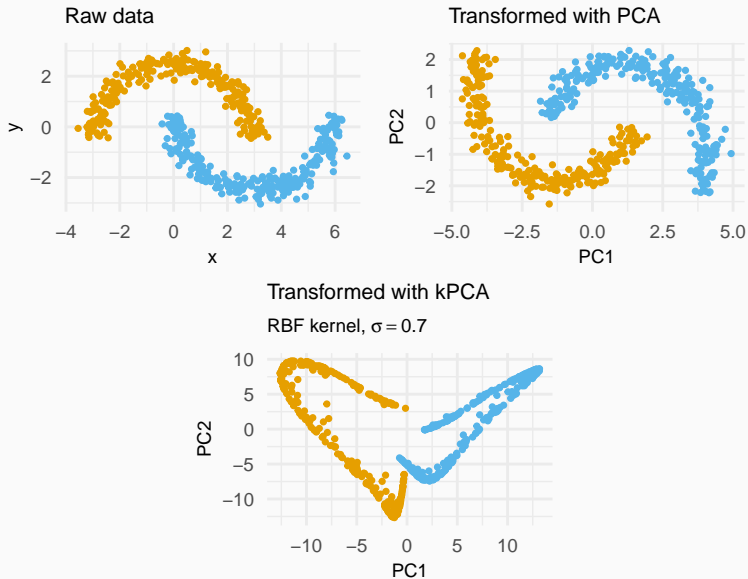 Raw data
y
2
0
−2
−4 −2 0 2 4 6
x
Transformed with PCA
PC2
2
1
0
−1
−2
−5.0 −2.5 0.0 2.5 5.0
PC1
Transformed with kPCA
RBF kernel, σ = 0.7
PC2
10
5
0
−5
−10
−10 −5 0 5 10
PC1